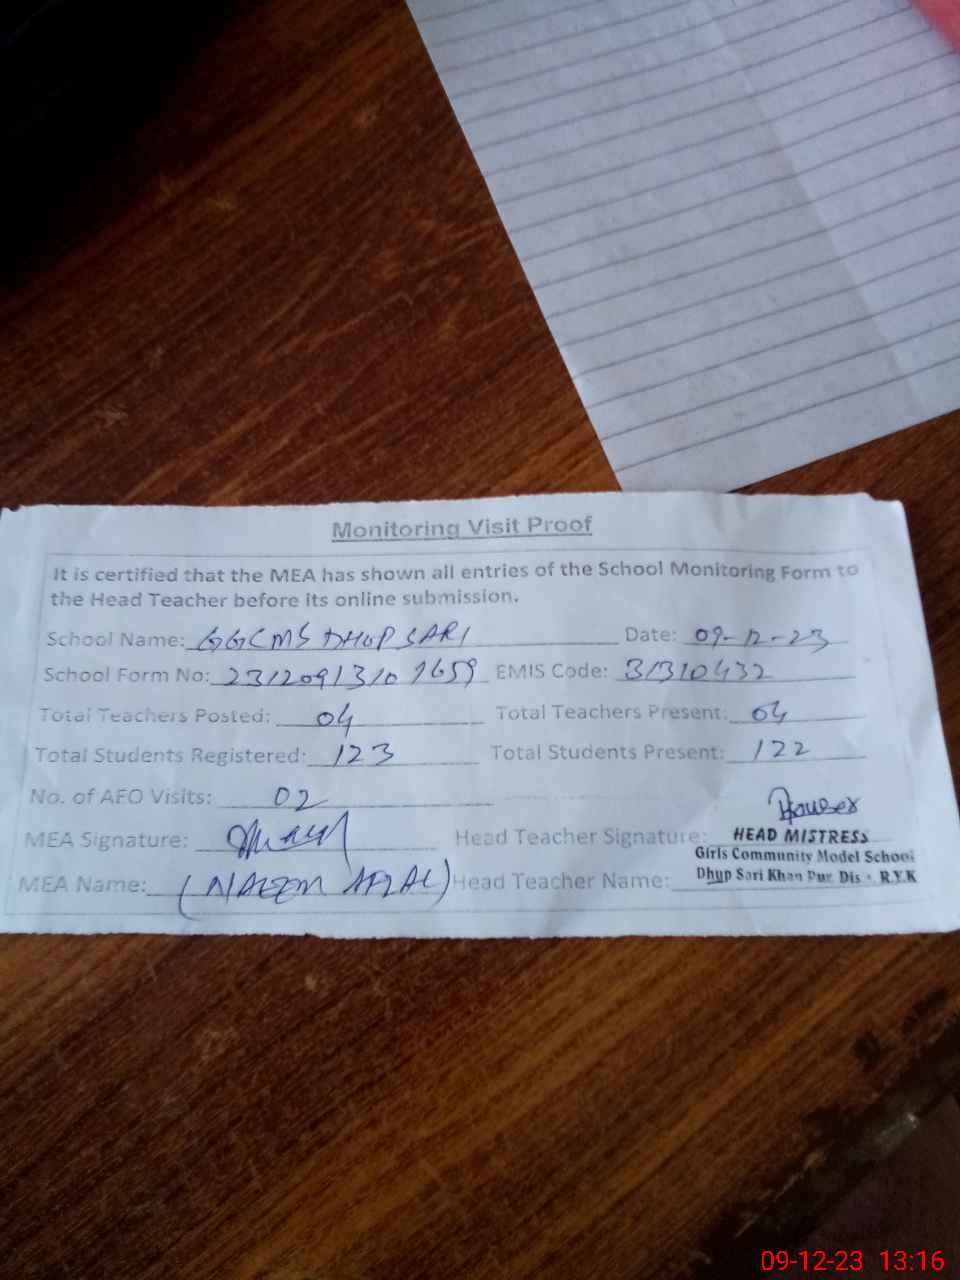 Monitoring Visit Proof
It is certified that the MEA has shown all entries of the School Monitoring Form to
the Head Teacher before its online submission.
School Name: GGCMS DHUP SARI Date: 09-12-23
School Form No: 231209131071659 EMIS Code: 31310432
Total Teachers Posted: 04 Total Teachers Present: 04
Total Students Registered: 123 Total Students Present: 122
No. of AEO Visits: 02
MEA Signature: Head Teacher Signature: HEAD MISTRESS
Girls Community Model School
MEA Name: (NAEEM AFZAL) Head Teacher Name: Dhup Sari Khan Pur Dis. R.Y.K
09-12-23 13:16